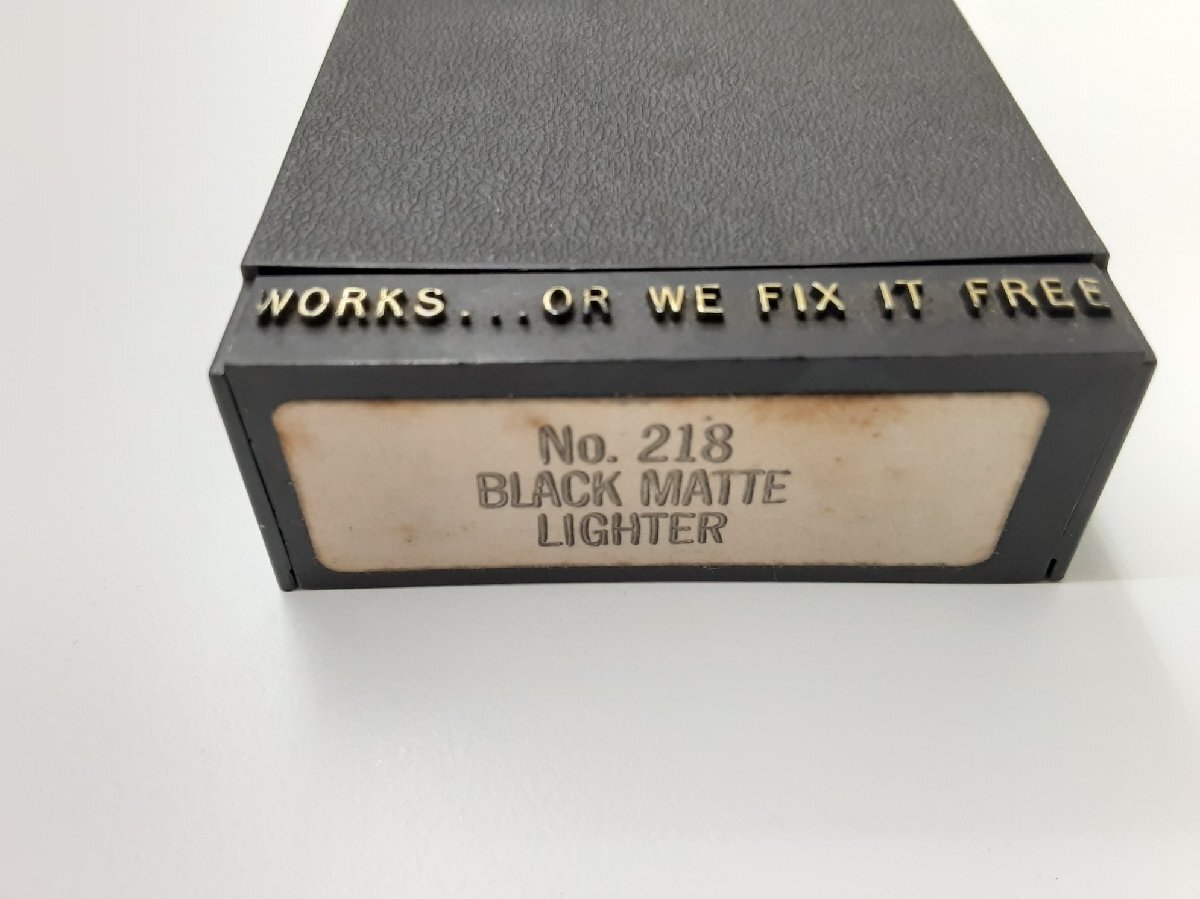 WORKS...OR WE FIX IT FREE
No. 218
BLACK MATTE
LIGHTER